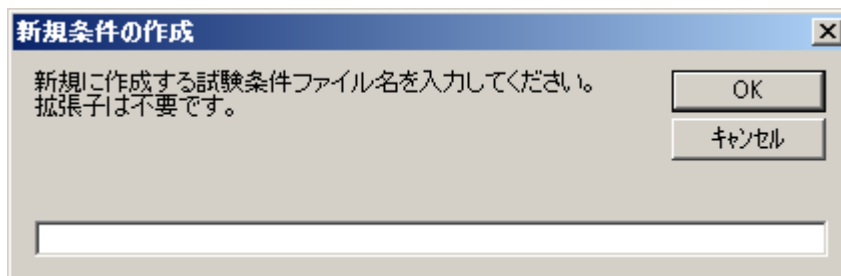 新規条件の作成
新規に作成する試験条件ファイル名を入力してください。
拡張子は不要です。
OK
ｷｬﾝｾﾙ